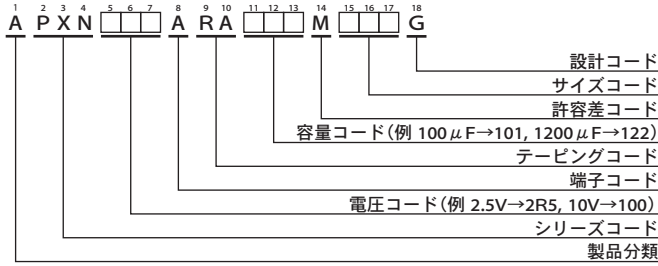 1 2 3 4 5 6 7 8 9 10 11 12 13 14 15 16 17 18
A P X N □□□ A R A □□□ M □□□ G
設計コード
サイズコード
許容差コード
容量コード(例 100μF→101, 1200μF→122)
テーピングコード
端子コード
電圧コード(例 2.5V→2R5, 10V→100)
シリーズコード
製品分類